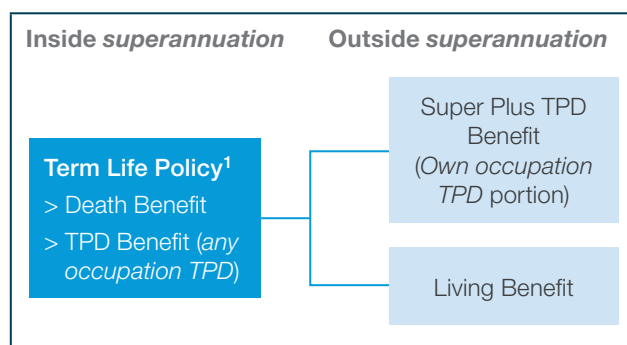 Inside superannuation
Outside superannuation
Term Life Policy¹
> Death Benefit
> TPD Benefit (any
occupation TPD)
Super Plus TPD
Benefit
(Own occupation
TPD portion)
Living Benefit